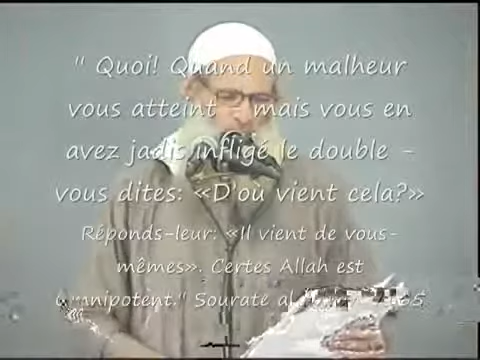 " Quoi! Quand un malheur
vous atteint - mais vous en
avez jadis infligé le double -
vous dites: «D'où vient cela?»
Réponds-leur: «Il vient de vous-
mêmes». Certes Allah est
omnipotent." Sourate al